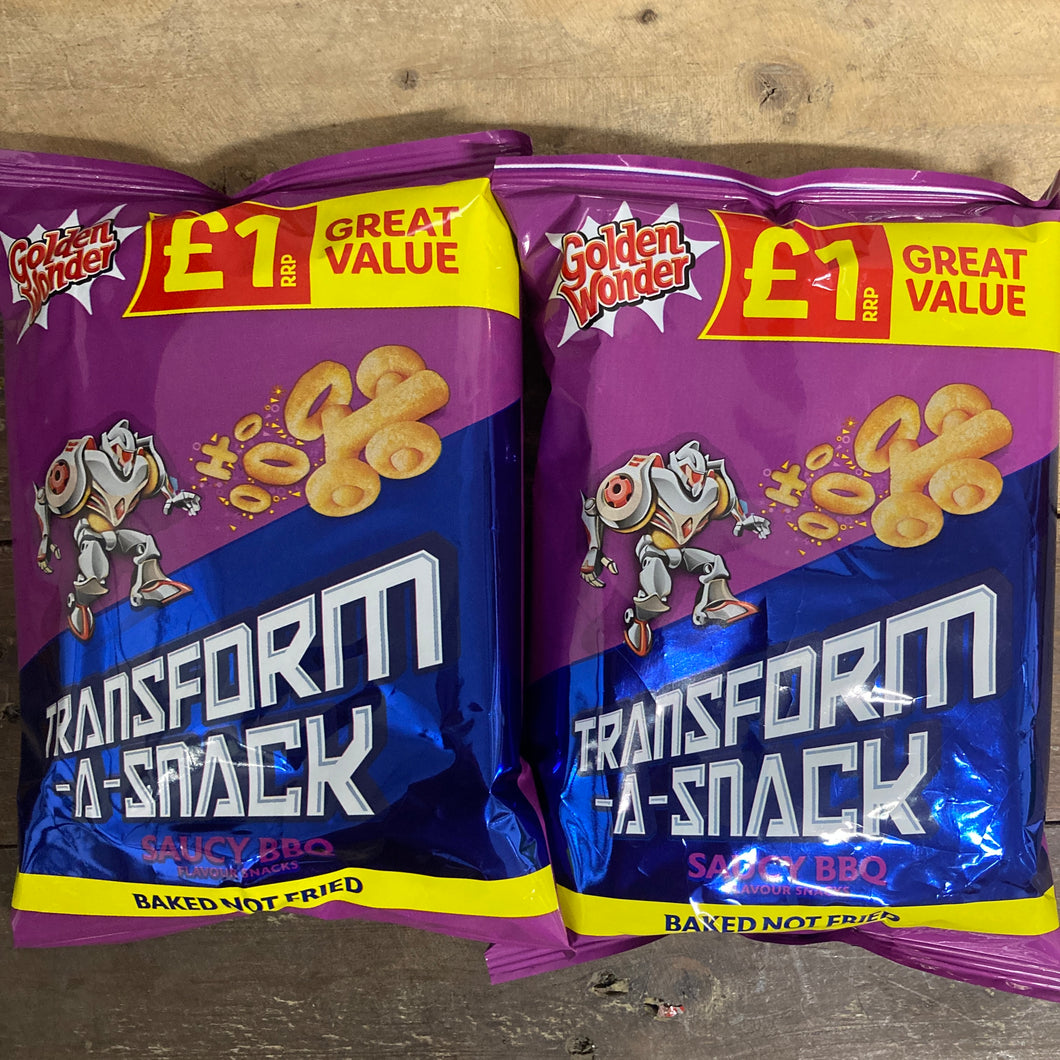 Golden
Wonder
£1 RRP
GREAT
VALUE
TRANSFORM
-A-SNACK
SAUCY BBQ
FLAVOUR SNACKS
BAKED NOT FRIED
Golden
Wonder
£1 RRP
GREAT
VALUE
TRANSFORM
-A-SNACK
SAUCY BBQ
FLAVOUR SNACKS
BAKED NOT FRIED